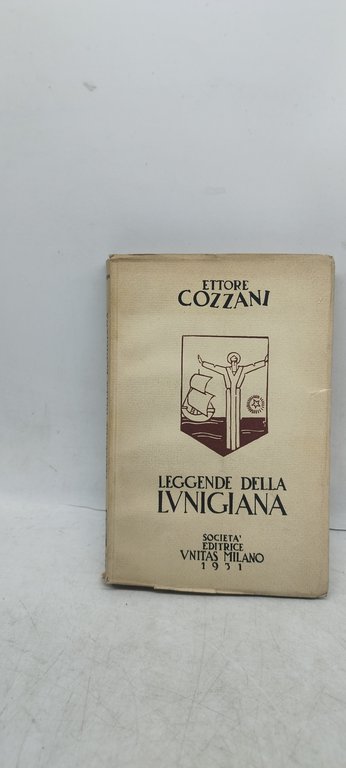 ETTORE
COZZANI
LEGGENDE DELLA
LVNIGIANA
SOCIETA'
EDITRICE
VNITAS MILANO
1931